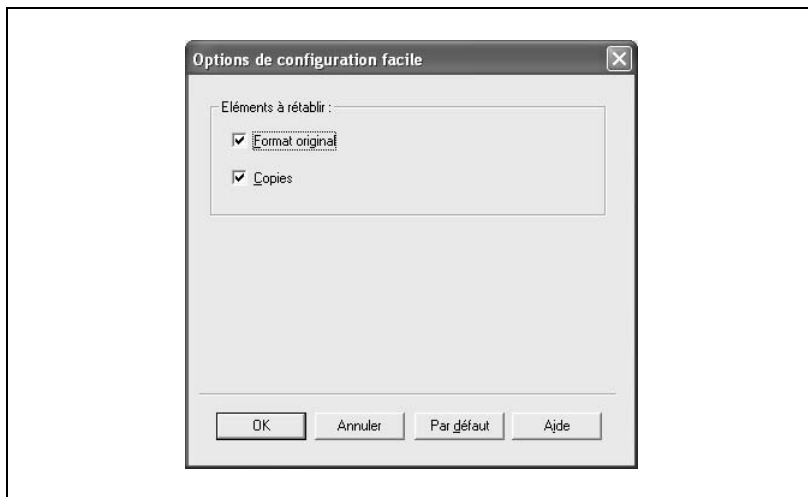 Options de configuration facile
Eléments à rétablir :
Format original
Copies
OK Annuler Par défaut Aide